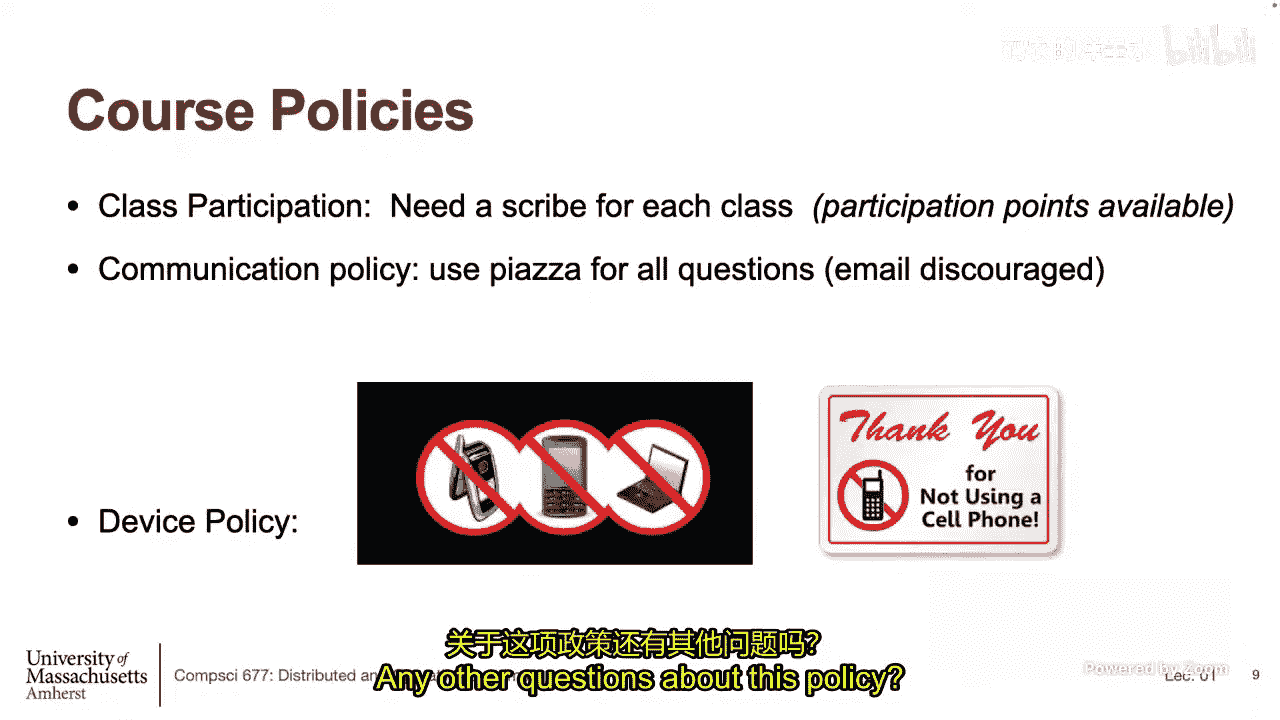 bilibili
Course Policies
• Class Participation: Need a scribe for each class (participation points available)
• Communication policy: use piazza for all questions (email discouraged)
Thank You
for
Not Using a
Cell Phone!
• Device Policy:
关于这项政策还有其他问题吗?
Any other questions about this policy?
University of
Massachusetts
Amherst
Compsci 677: Distributed
Powered by Zoom
Lec. 01
9